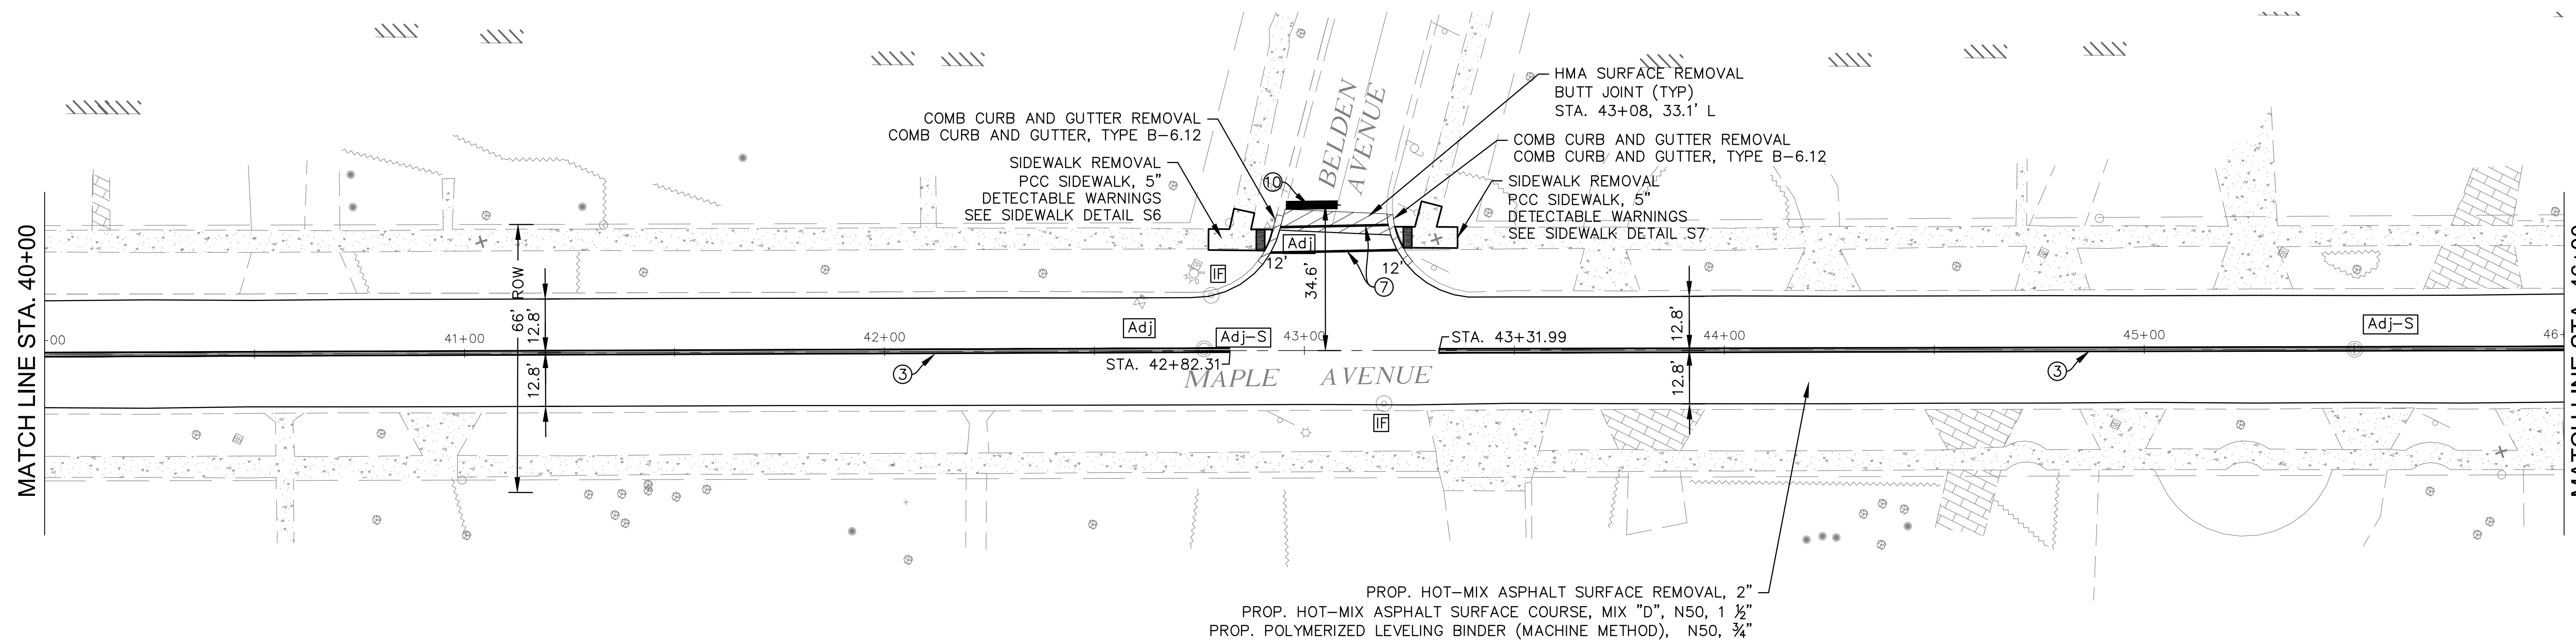 COMB CURB AND GUTTER REMOVAL
COMB CURB AND GUTTER, TYPE B-6.12
SIDEWALK REMOVAL
PCC SIDEWALK, 5"
DETECTABLE WARNINGS
SEE SIDEWALK DETAIL S6
BELDEN
AVENUE
HMA SURFACE REMOVAL
BUTT JOINT (TYP)
STA. 43+08, 33.1' L
COMB CURB AND GUTTER REMOVAL
COMB CURB AND GUTTER, TYPE B-6.12
SIDEWALK REMOVAL
PCC SIDEWALK, 5"
DETECTABLE WARNINGS
SEE SIDEWALK DETAIL S7
10
Adj
12'
12'
34.6'
7
IF
Adj
Adj-S
MATCH LINE STA. 40+00
66' ROW
12.8'
12.8'
-00
41+00
42+00
43+00
44+00
45+00
46-
STA. 42+82.31
STA. 43+31.99
12.8'
12.8'
Adj-S
3
3
MAPLE AVENUE
IF
MATCH LINE STA. 46+00
PROP. HOT-MIX ASPHALT SURFACE REMOVAL, 2"
PROP. HOT-MIX ASPHALT SURFACE COURSE, MIX "D", N50, 1 ½"
PROP. POLYMERIZED LEVELING BINDER (MACHINE METHOD), N50, ¾"